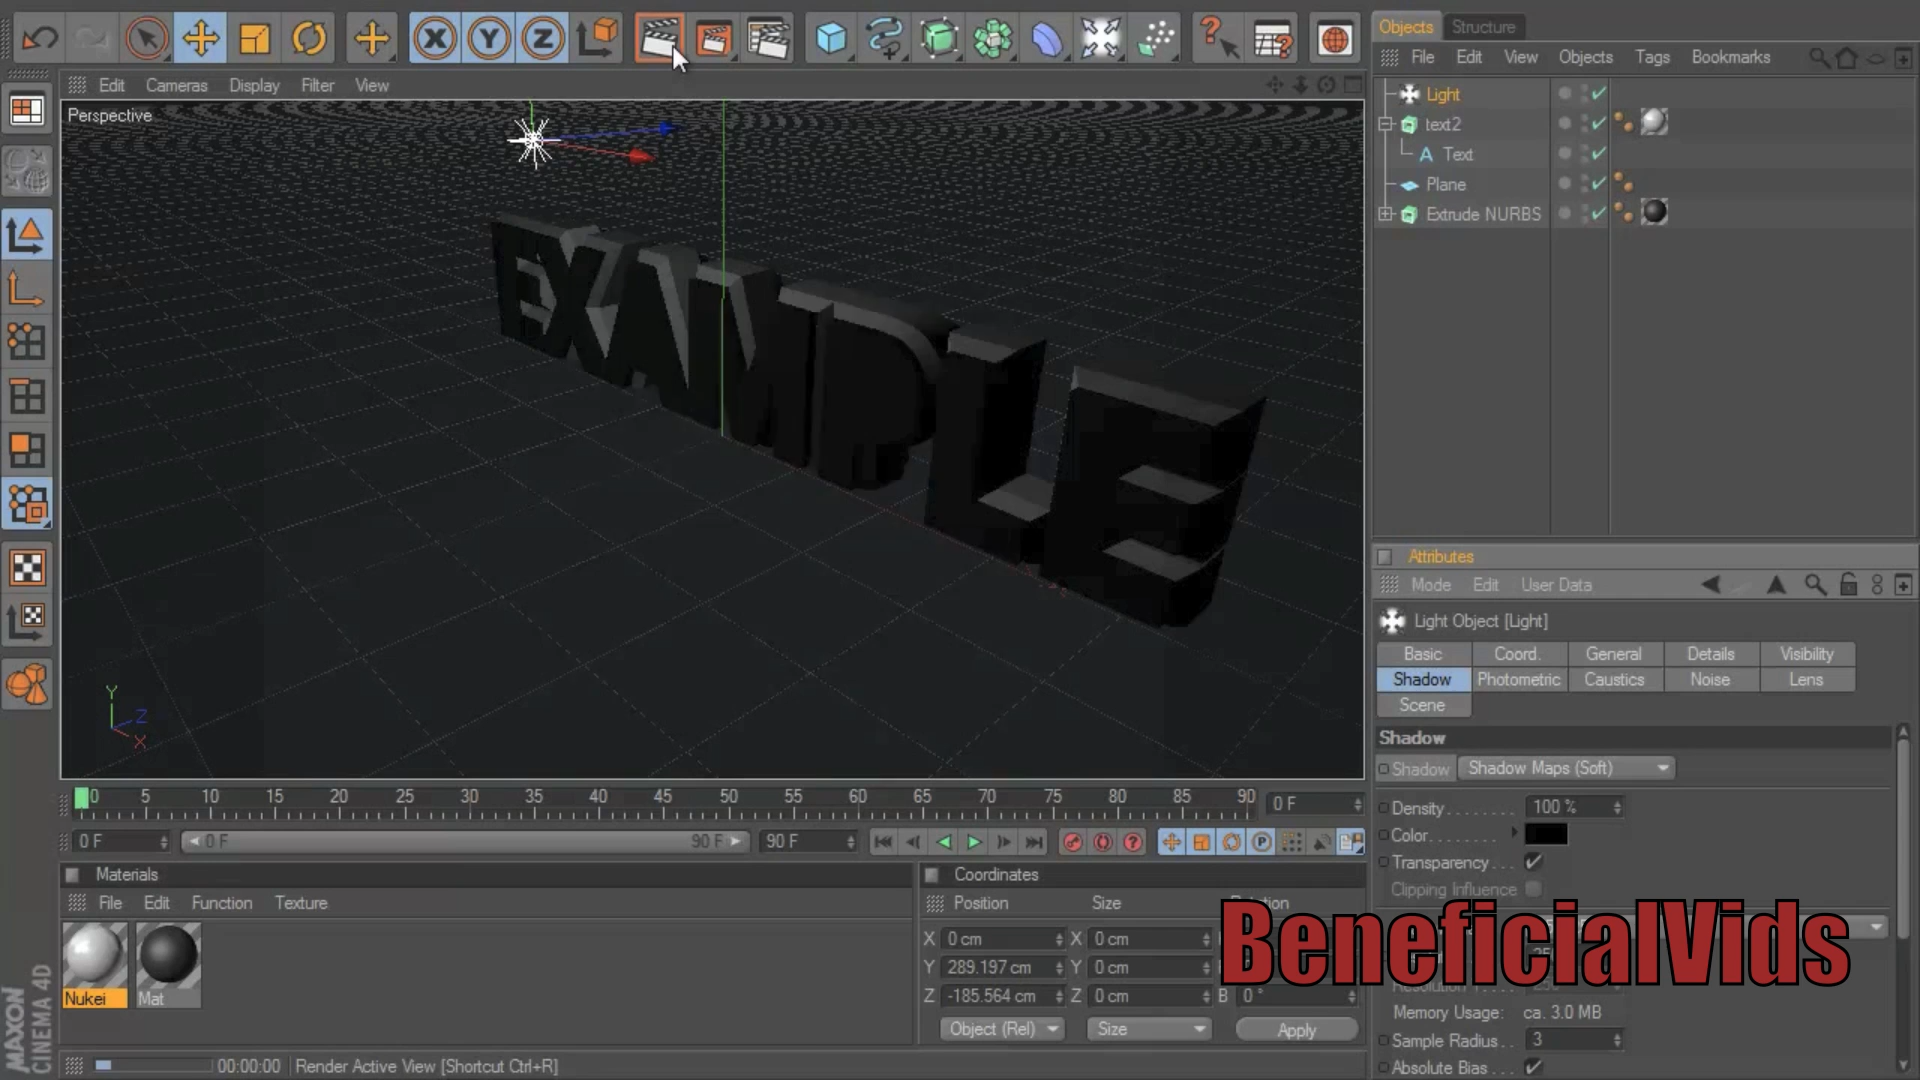 Objects Structure
File Edit View Objects Tags Bookmarks
Edit Cameras Display Filter View
Perspective
Light
text2
A Text
Plane
Extrude NURBS
EXAMPLE
Y Z X
Attributes
Mode Edit User Data
Light Object [Light]
Basic Coord. General Details Visibility
Shadow Photometric Caustics Noise Lens
Scene
Shadow
Shadow Shadow Maps (Soft)
Density 100 %
Color
Transparency
Clipping Influence
Memory Usage: ca. 3.0 MB
Sample Radius 3
Absolute Bias
0 5 10 15 20 25 30 35 40 45 50 55 60 65 70 75 80 85 90 0 F
0 F 0 F 90 F 90 F
Materials
File Edit Function Texture
Nukei Mat
Coordinates
Position Size Rotation
X 0 cm X 0 cm
Y 289.197 cm Y 0 cm
Z -185.564 cm Z 0 cm B 0 °
Object (Rel) Size Apply
BeneficialVids
MAXON
CINEMA 4D
00:00:00 Render Active View [Shortcut Ctrl+R]